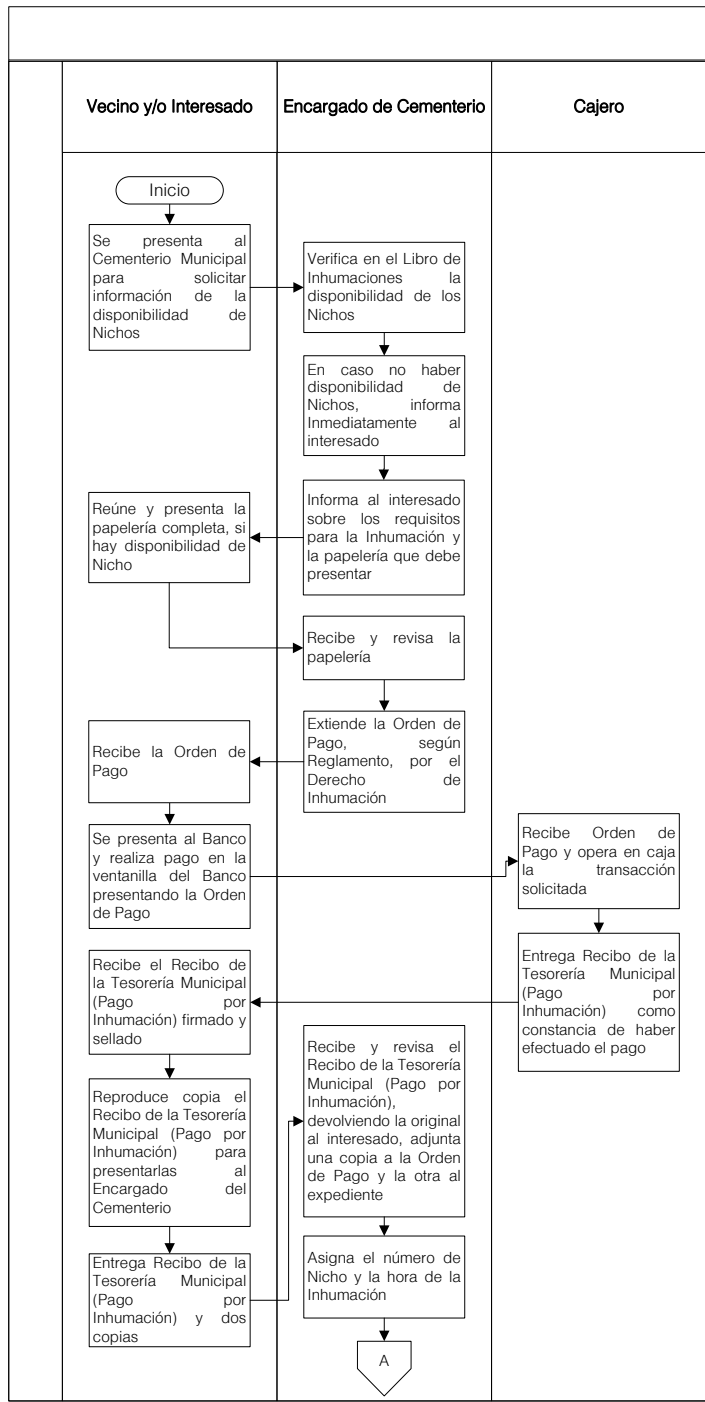 Vecino y/o Interesado
Encargado de Cementerio
Cajero
Inicio
Se presenta al
Cementerio Municipal
para solicitar
información de la
disponibilidad de
Nichos
Verifica en el Libro de
Inhumaciones la
disponibilidad de los
Nichos
En caso no haber
disponibilidad de
Nichos, informa
Inmediatamente al
interesado
Informa al interesado
sobre los requisitos
para la Inhumación y
la papelería que debe
presentar
Reúne y presenta la
papelería completa, si
hay disponibilidad de
Nicho
Recibe y revisa la
papelería
Extiende la Orden de
Pago, según
Reglamento, por el
Derecho de
Inhumación
Recibe la Orden de
Pago
Se presenta al Banco
y realiza pago en la
ventanilla del Banco
presentando la Orden
de Pago
Recibe Orden de
Pago y opera en caja
la transacción
solicitada
Entrega Recibo de la
Tesorería Municipal
(Pago por
Inhumación) como
constancia de haber
efectuado el pago
Recibe el Recibo de
la Tesorería Municipal
(Pago por
Inhumación) firmado y
sellado
Reproduce copia el
Recibo de la Tesorería
Municipal (Pago por
Inhumación) para
presentarlas al
Encargado del
Cementerio
Entrega Recibo de la
Tesorería Municipal
(Pago por
Inhumación) y dos
copias
Recibe y revisa el
Recibo de la Tesorería
Municipal (Pago por
Inhumación),
devolviendo la original
al interesado, adjunta
una copia a la Orden
de Pago y la otra al
expediente
Asigna el número de
Nicho y la hora de la
Inhumación
A